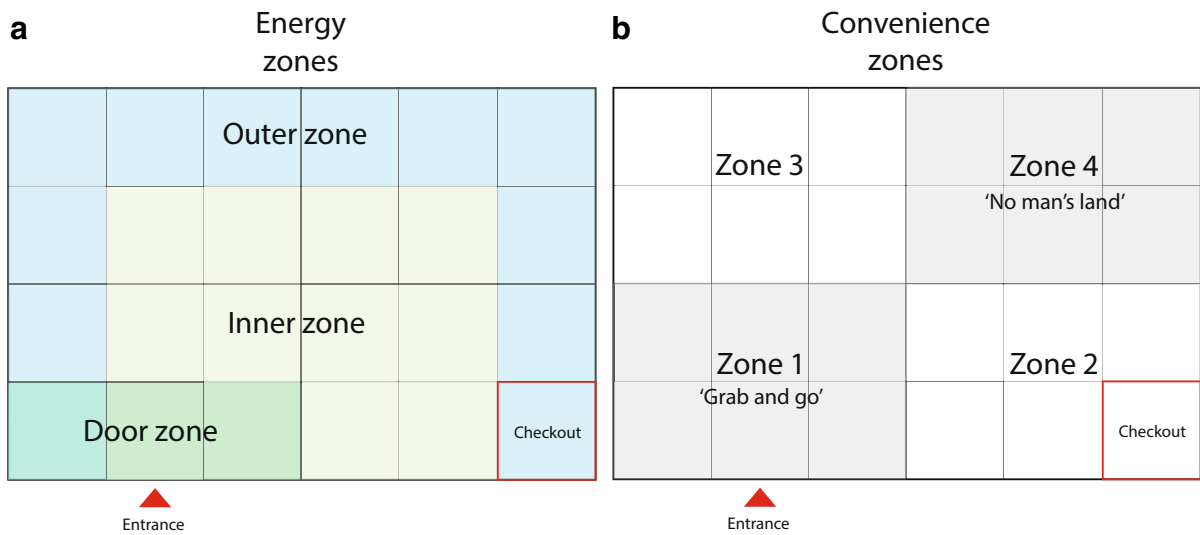 a
Energy
zones
Outer zone
Inner zone
Door zone
Checkout
Entrance
b
Convenience
zones
Zone 3
Zone 4
‘No man’s land’
Zone 1
‘Grab and go’
Zone 2
Checkout
Entrance